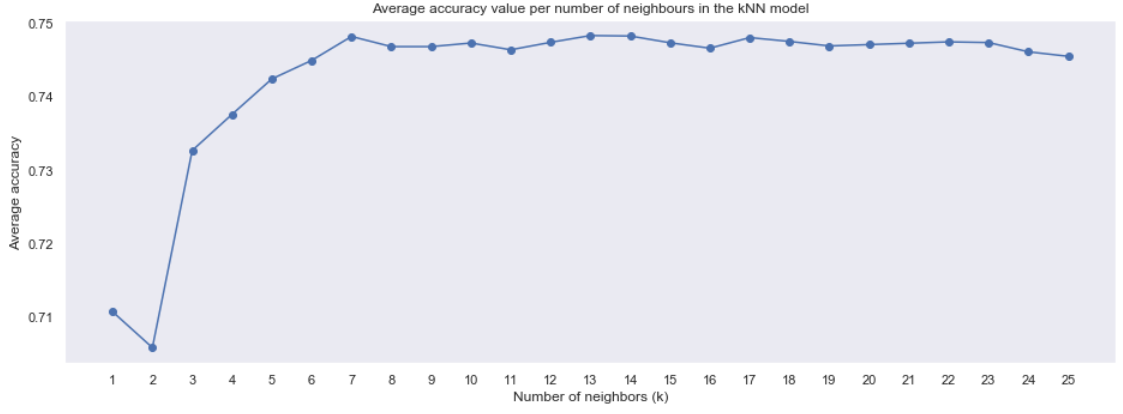 Average accuracy value per number of neighbours in the kNN model
0.75
0.74
0.73
0.72
0.71
Average accuracy
1 2 3 4 5 6 7 8 9 10 11 12 13 14 15 16 17 18 19 20 21 22 23 24 25
Number of neighbors (k)